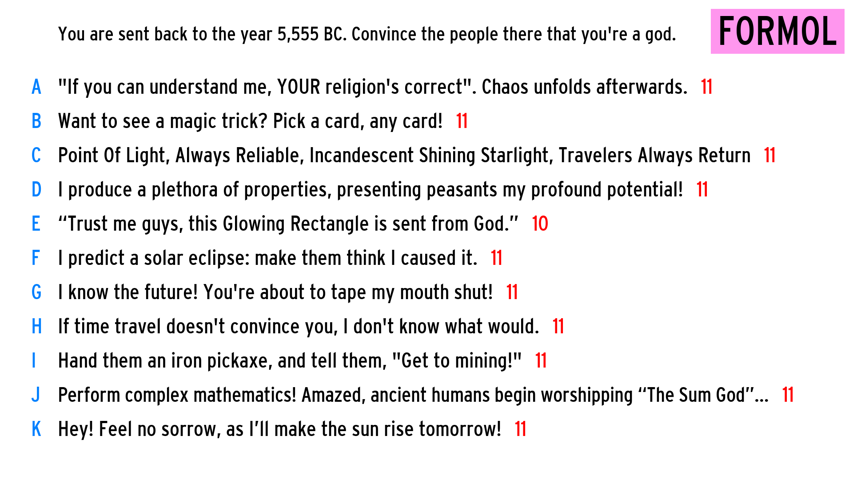 You are sent back to the year 5,555 BC. Convince the people there that you're a god. FORMOL
A "If you can understand me, YOUR religion's correct". Chaos unfolds afterwards. 11
B Want to see a magic trick? Pick a card, any card! 11
C Point Of Light, Always Reliable, Incandescent Shining Starlight, Travelers Always Return 11
D I produce a plethora of properties, presenting peasants my profound potential! 11
E “Trust me guys, this Glowing Rectangle is sent from God.” 10
F I predict a solar eclipse: make them think I caused it. 11
G I know the future! You're about to tape my mouth shut! 11
H If time travel doesn't convince you, I don't know what would. 11
I Hand them an iron pickaxe, and tell them, "Get to mining!" 11
J Perform complex mathematics! Amazed, ancient humans begin worshipping “The Sum God”... 11
K Hey! Feel no sorrow, as I’ll make the sun rise tomorrow! 11